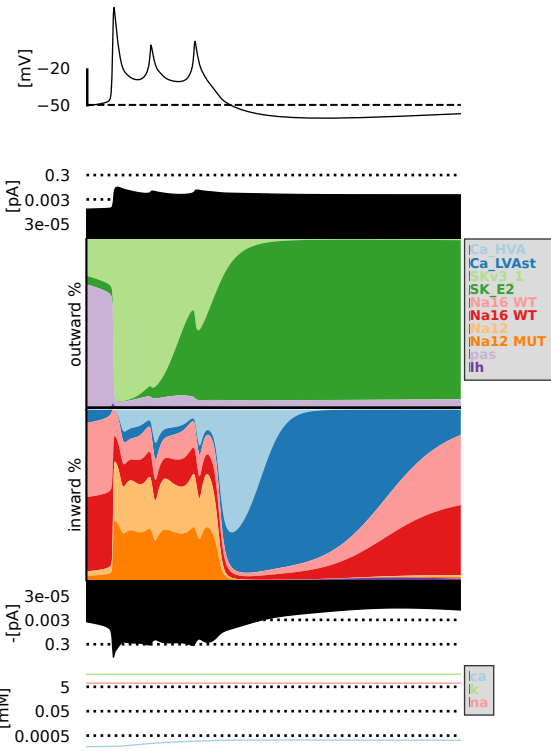 [mV]
−20
−50
[pA]
0.3
0.003
3e-05
outward %
Ca_HVA
Ca_LVAst
SKv3_1
SK_E2
Na16 WT
Na16 WT
Na12
Na12 MUT
pas
Ih
inward %
-[pA]
3e-05
0.003
0.3
[mM]
5
0.05
0.0005
ca
k
na